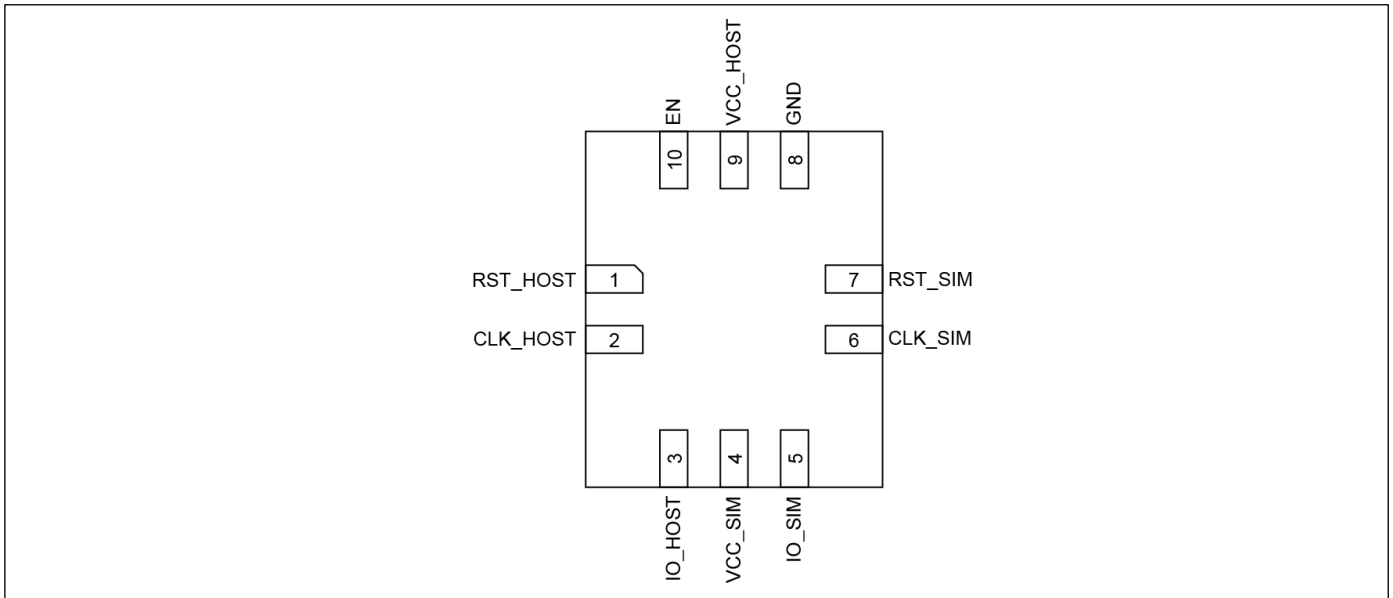 EN
VCC_HOST
GND
10
9
8
RST_HOST
1
7
RST_SIM
CLK_HOST
2
6
CLK_SIM
3
4
5
IO_HOST
VCC_SIM
IO_SIM